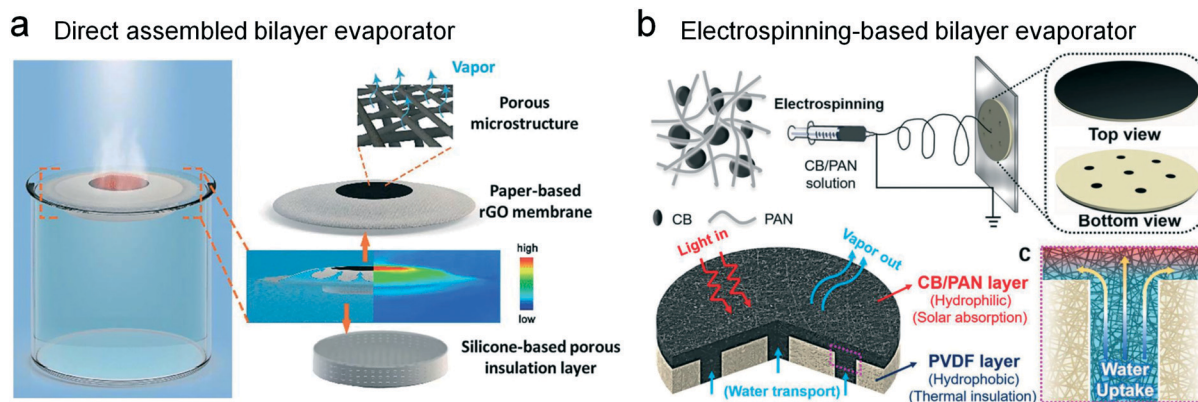 a Direct assembled bilayer evaporator
Vapor
Porous
microstructure
Paper-based
rGO membrane
high
low
Silicone-based porous
insulation layer
b Electrospinning-based bilayer evaporator
Electrospinning
CB/PAN
solution
CB PAN
Top view
Bottom view
Light in
Vapor out
CB/PAN layer
(Hydrophilic)
(Solar absorption)
PVDF layer
(Hydrophobic)
(Thermal insulation)
(Water transport)
c
Water
Uptake